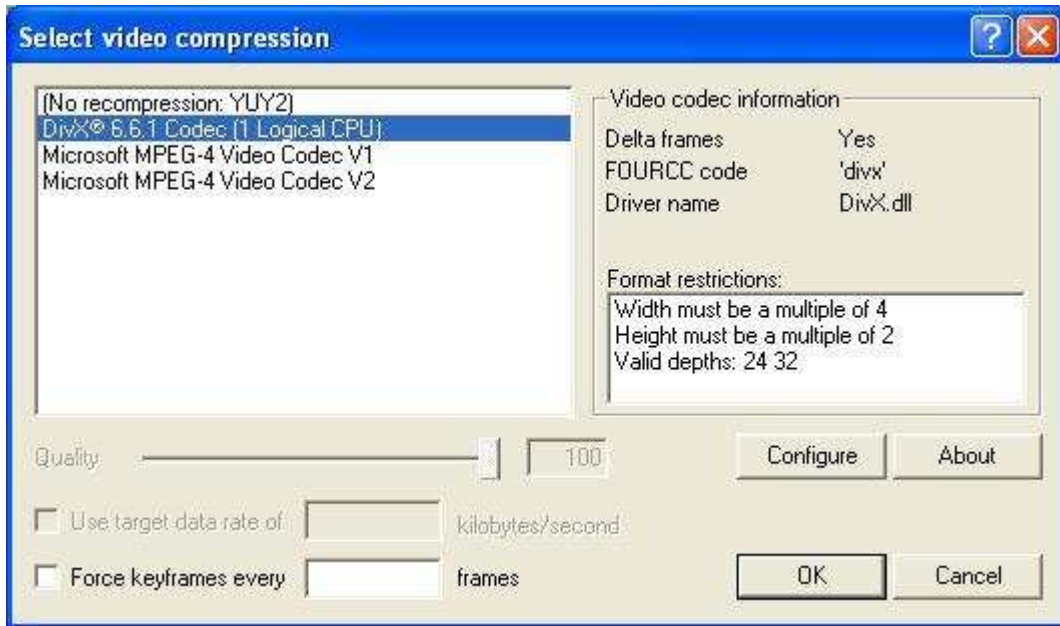 Select video compression
(No recompression: YUY2)
DivX® 6.6.1 Codec (1 Logical CPU)
Microsoft MPEG-4 Video Codec V1
Microsoft MPEG-4 Video Codec V2
Video codec information
Delta frames Yes
FOURCC code 'divx'
Driver name DivX.dll
Format restrictions:
Width must be a multiple of 4
Height must be a multiple of 2
Valid depths: 24 32
Quality 100
Configure About
Use target data rate of kilobytes/second
Force keyframes every frames
OK Cancel